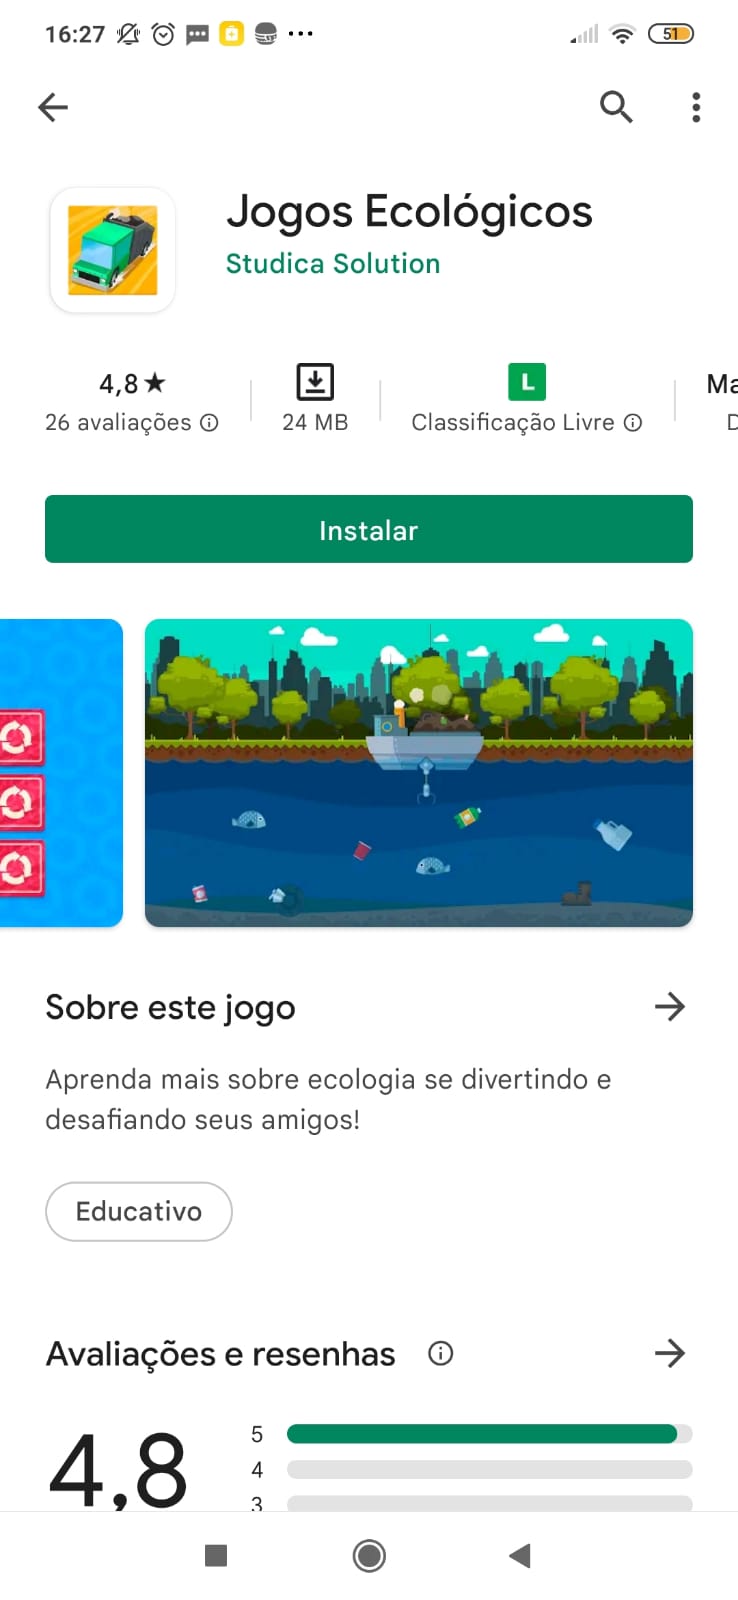 16:27
51
Jogos Ecológicos
Studica Solution
4,8★
26 avaliações
24 MB
L
Classificação Livre
Ma
D
Instalar
Sobre este jogo
Aprenda mais sobre ecologia se divertindo e
desafiando seus amigos!
Educativo
Avaliações e resenhas
4,8
5
4
3